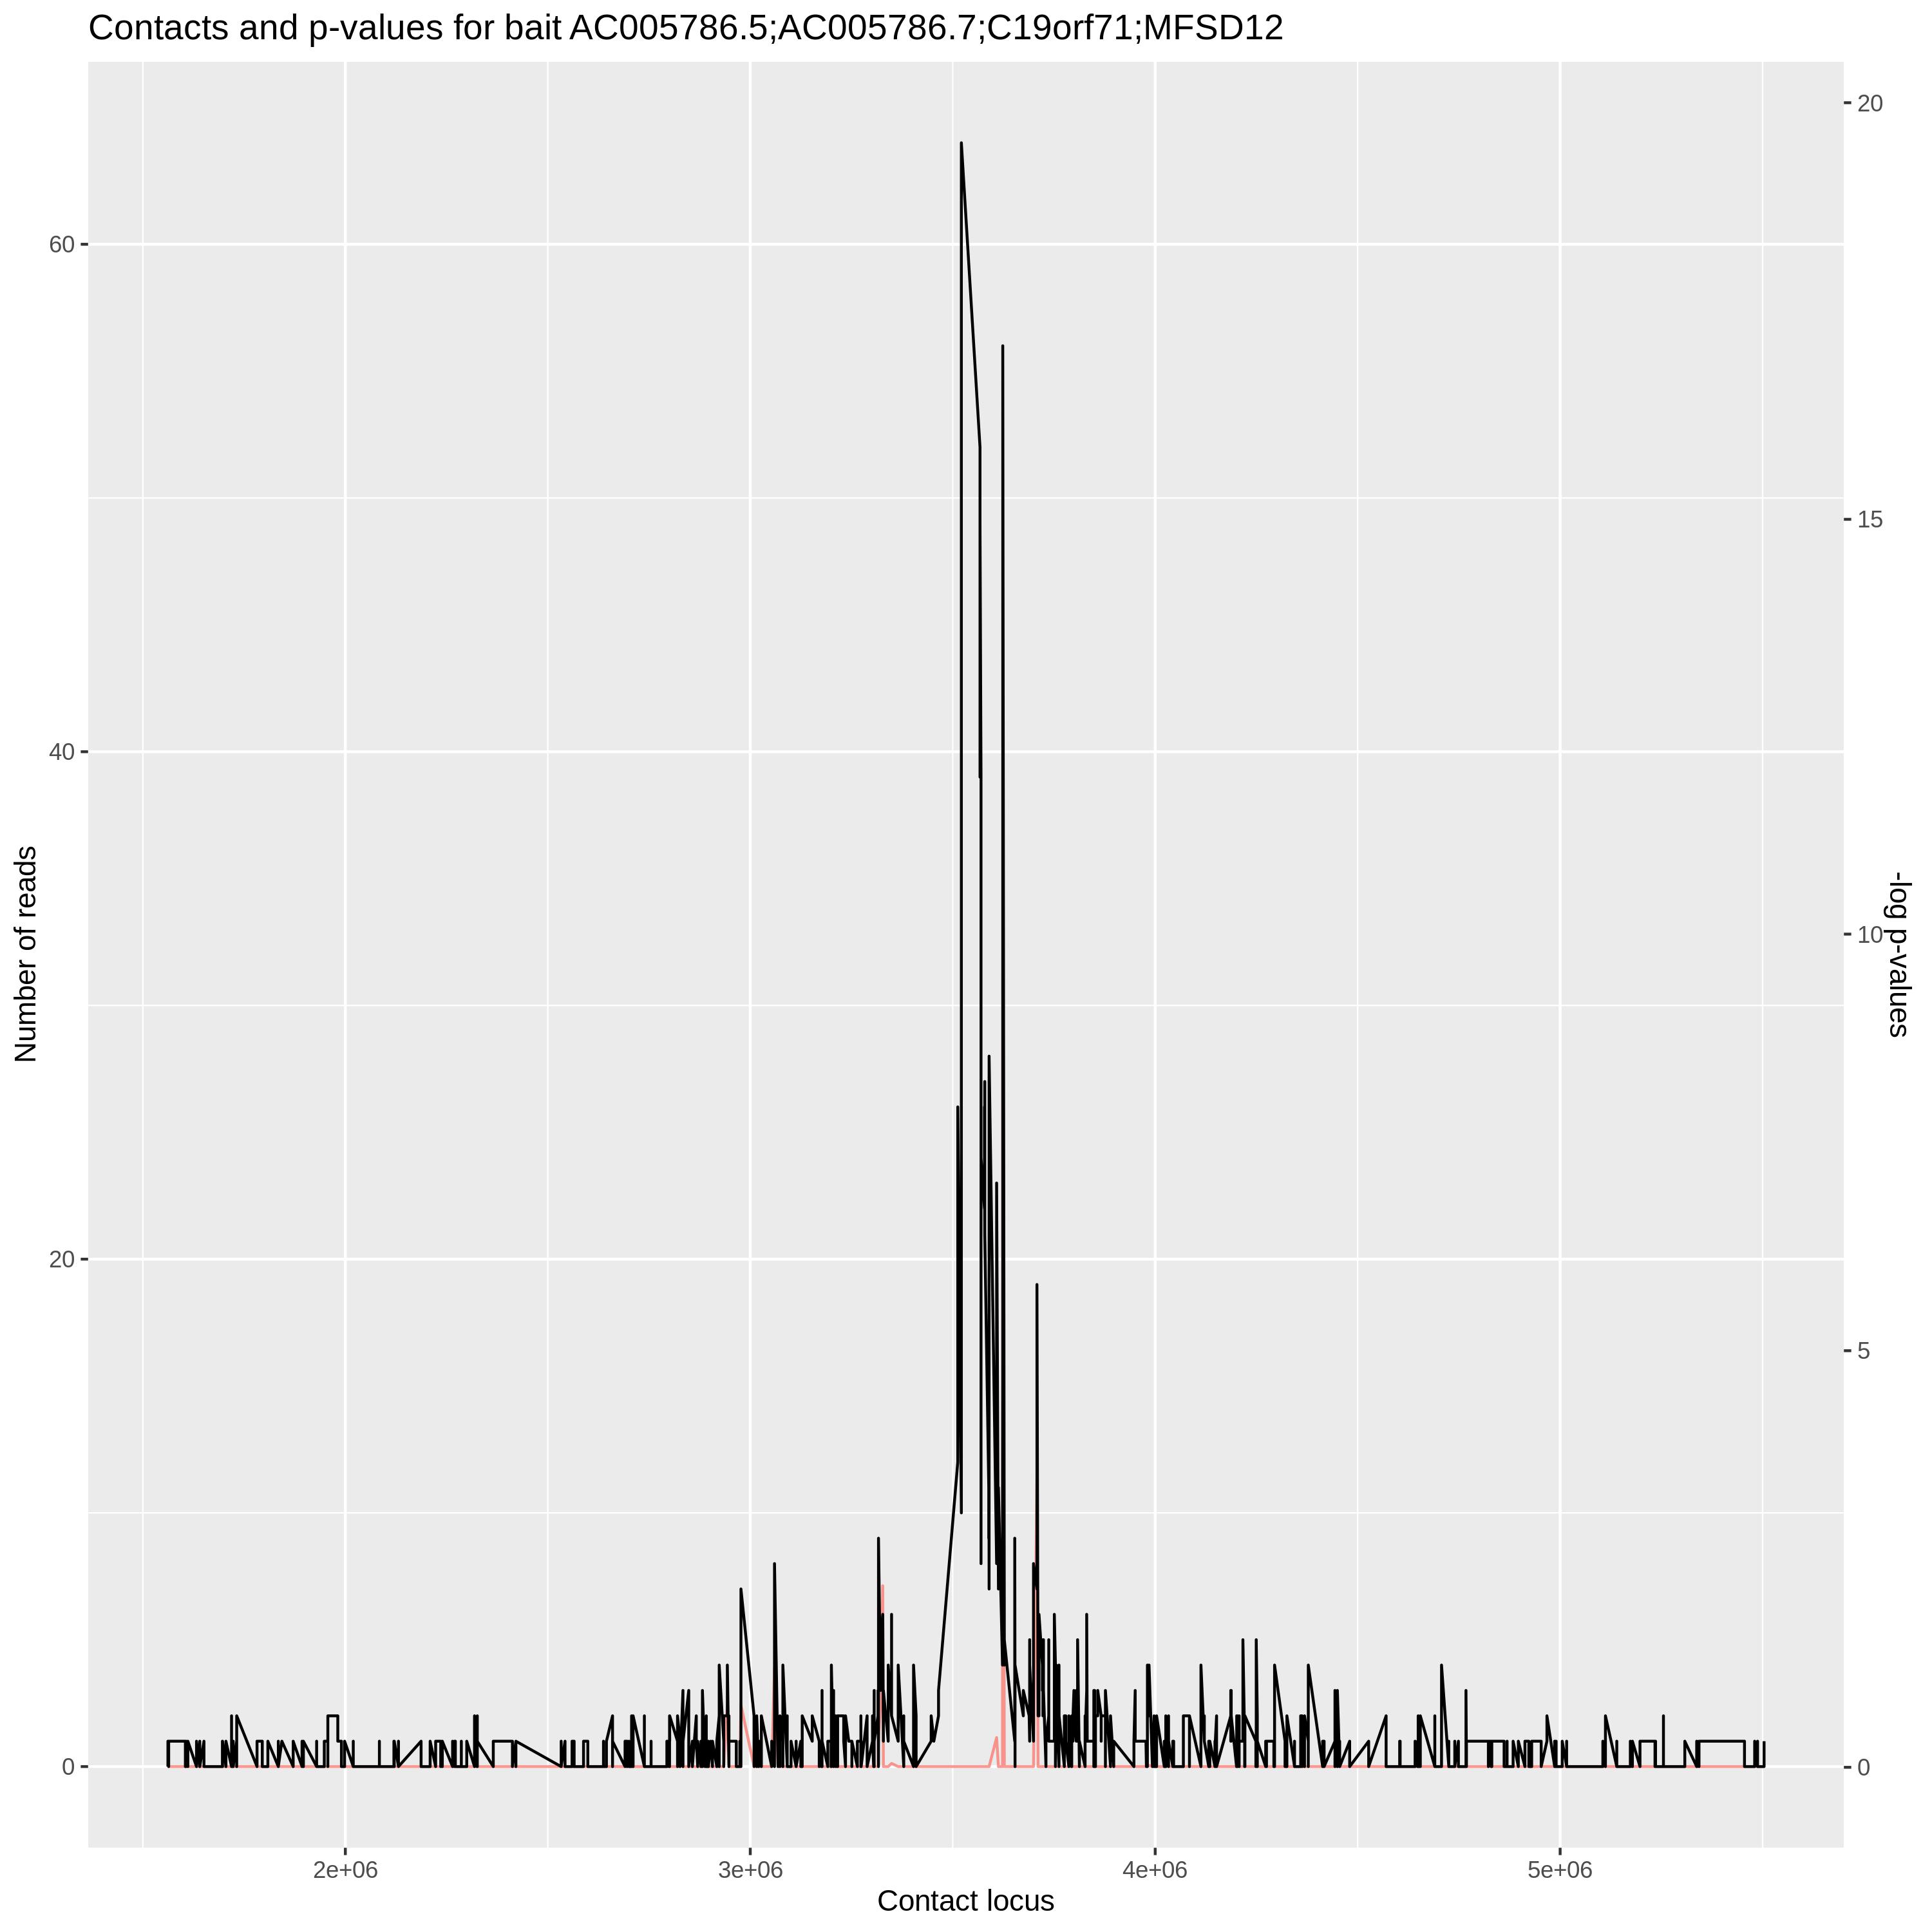 Contacts and p-values for bait AC005786.5;AC005786.7;C19orf71;MFSD12
60
40
20
0
Number of reads
20
15
10
5
0
-log p-values
2e+06
3e+06
4e+06
5e+06
Contact locus